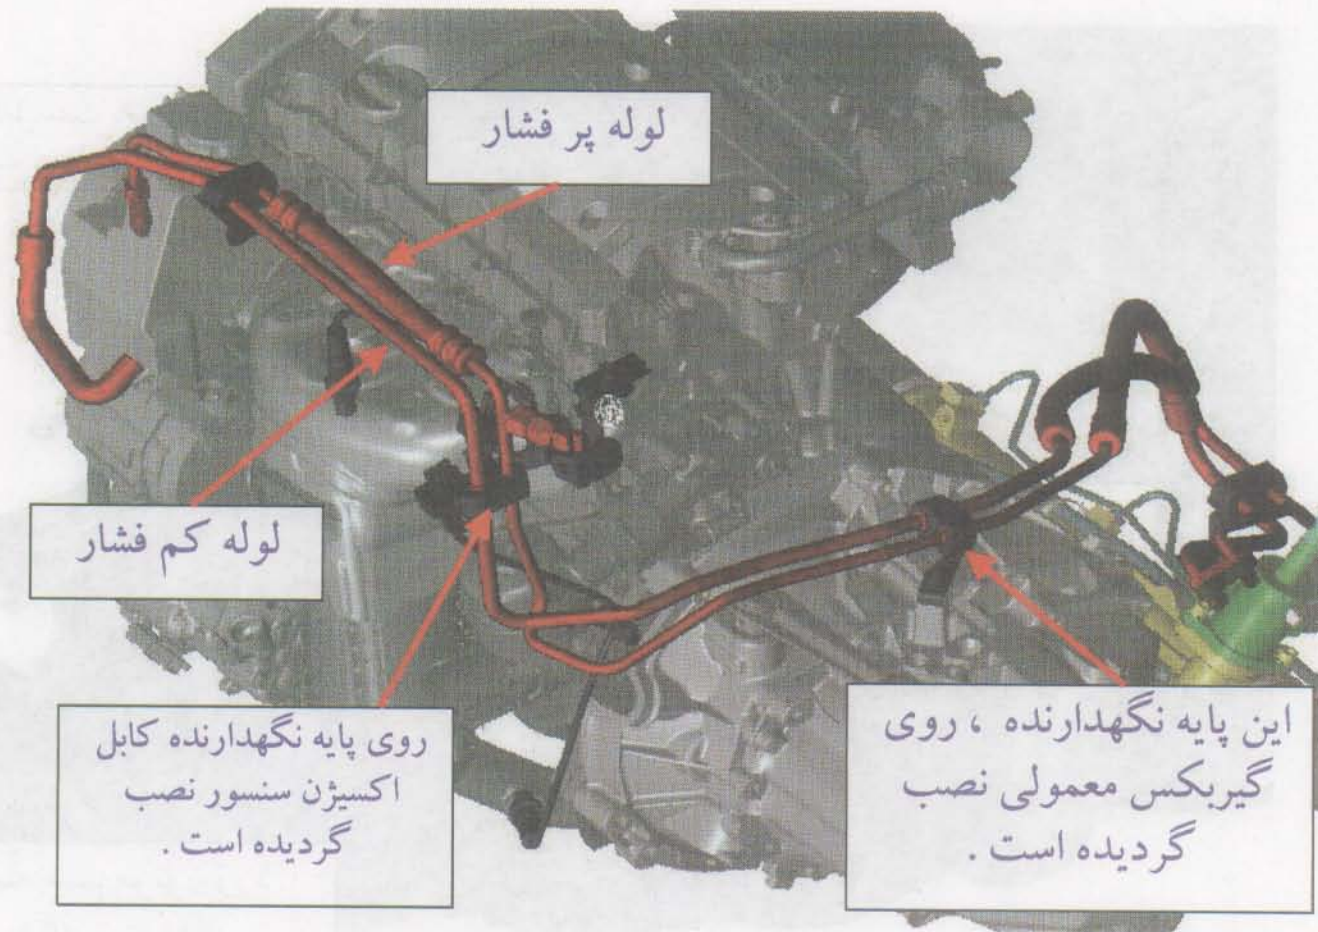 لوله پر فشار
لوله کم فشار
روی پایه نگهدارنده کابل
اکسیژن سنسور نصب
گردیده است .
این پایه نگهدارنده ، روی
گیربکس معمولی نصب
گردیده است .